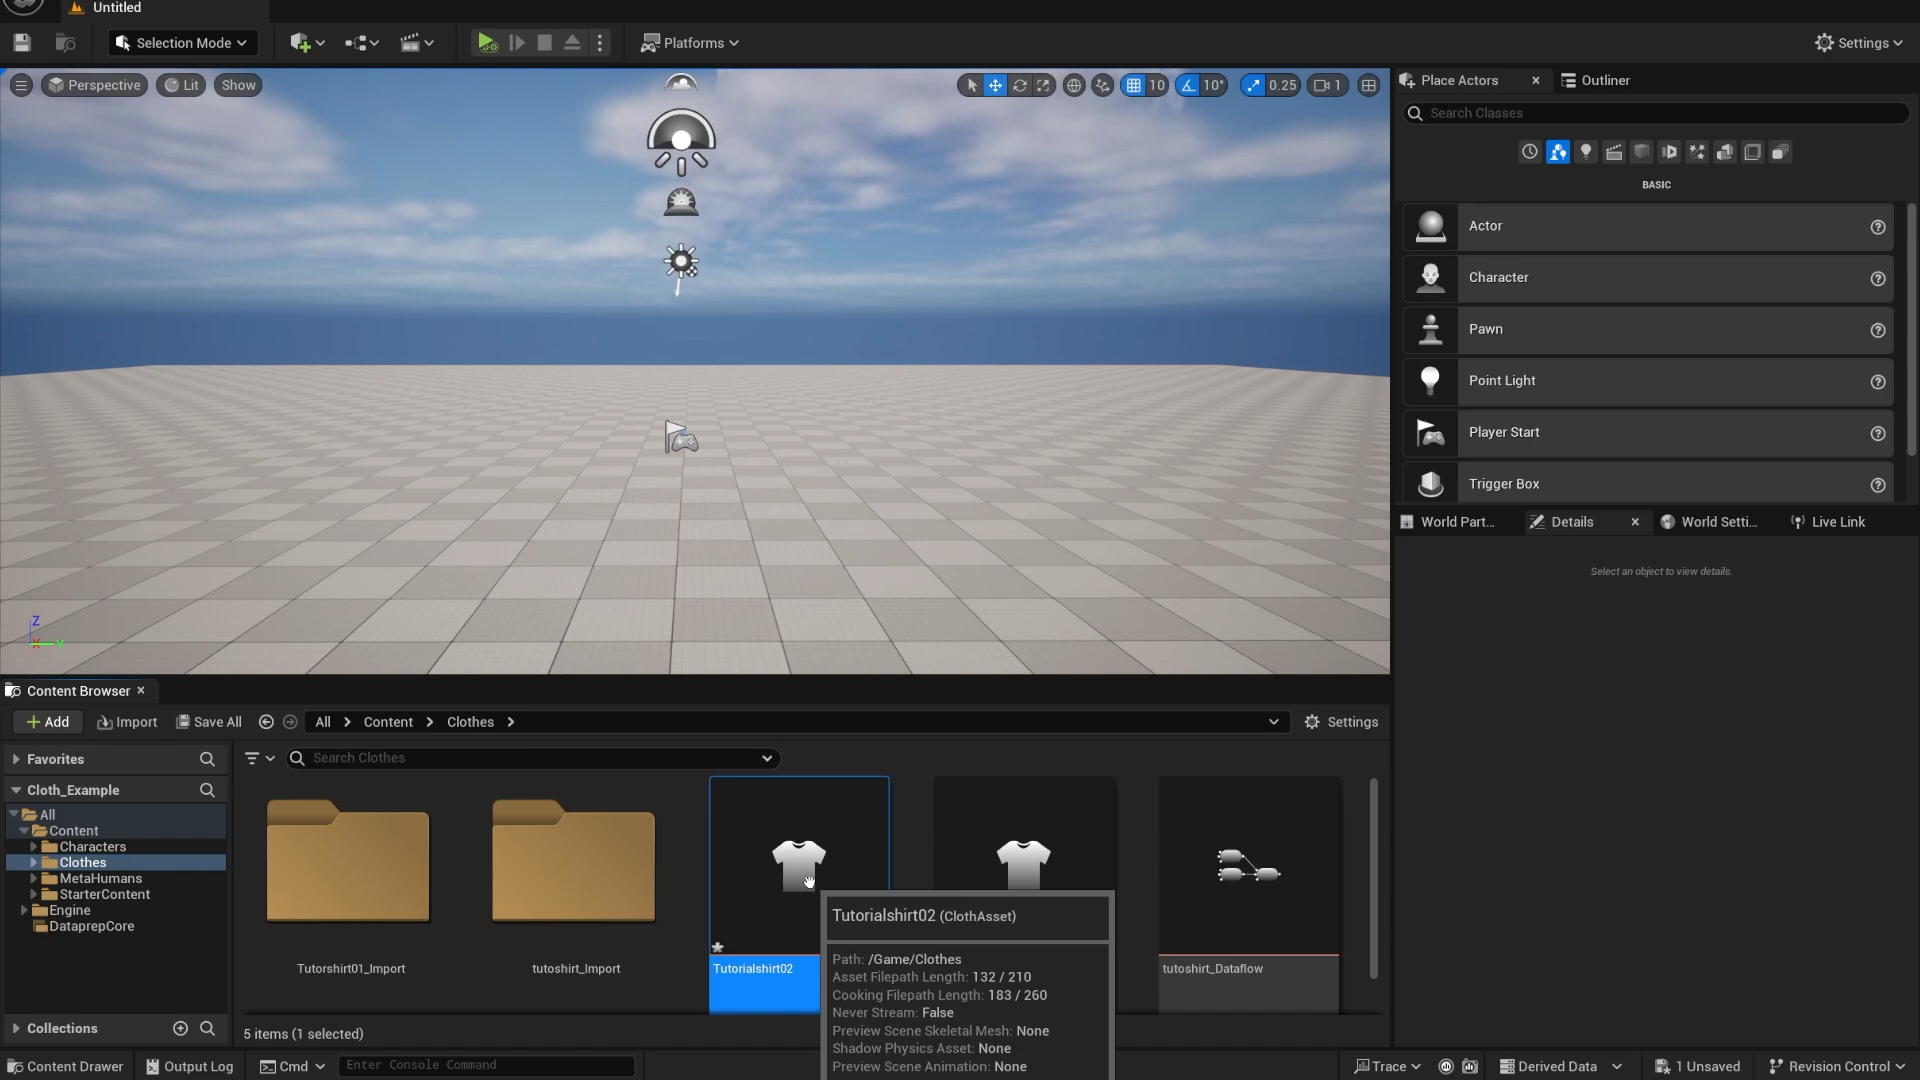 Untitled
Selection Mode
Platforms
Settings
Perspective
Lit
Show
10
10°
0.25
1
Z
X
Y
Place Actors
Outliner
Search Classes
BASIC
Actor
Character
Pawn
Point Light
Player Start
Trigger Box
World Part...
Details
World Setti...
Live Link
Select an object to view details.
Content Browser
Add
Import
Save All
All
Content
Clothes
Settings
Favorites
Cloth_Example
All
Content
Characters
Clothes
MetaHumans
StarterContent
Engine
DataprepCore
Collections
Search Clothes
Tutorshirt01_Import
tutoshirt_Import
Tutorialshirt02
tutoshirt_Dataflow
Tutorialshirt02 (ClothAsset)
Path: /Game/Clothes
Asset Filepath Length: 132 / 210
Cooking Filepath Length: 183 / 260
Never Stream: False
Preview Scene Skeletal Mesh: None
Shadow Physics Asset: None
Preview Scene Animation: None
5 items (1 selected)
Content Drawer
Output Log
Cmd
Enter Console Command
Trace
Derived Data
1 Unsaved
Revision Control